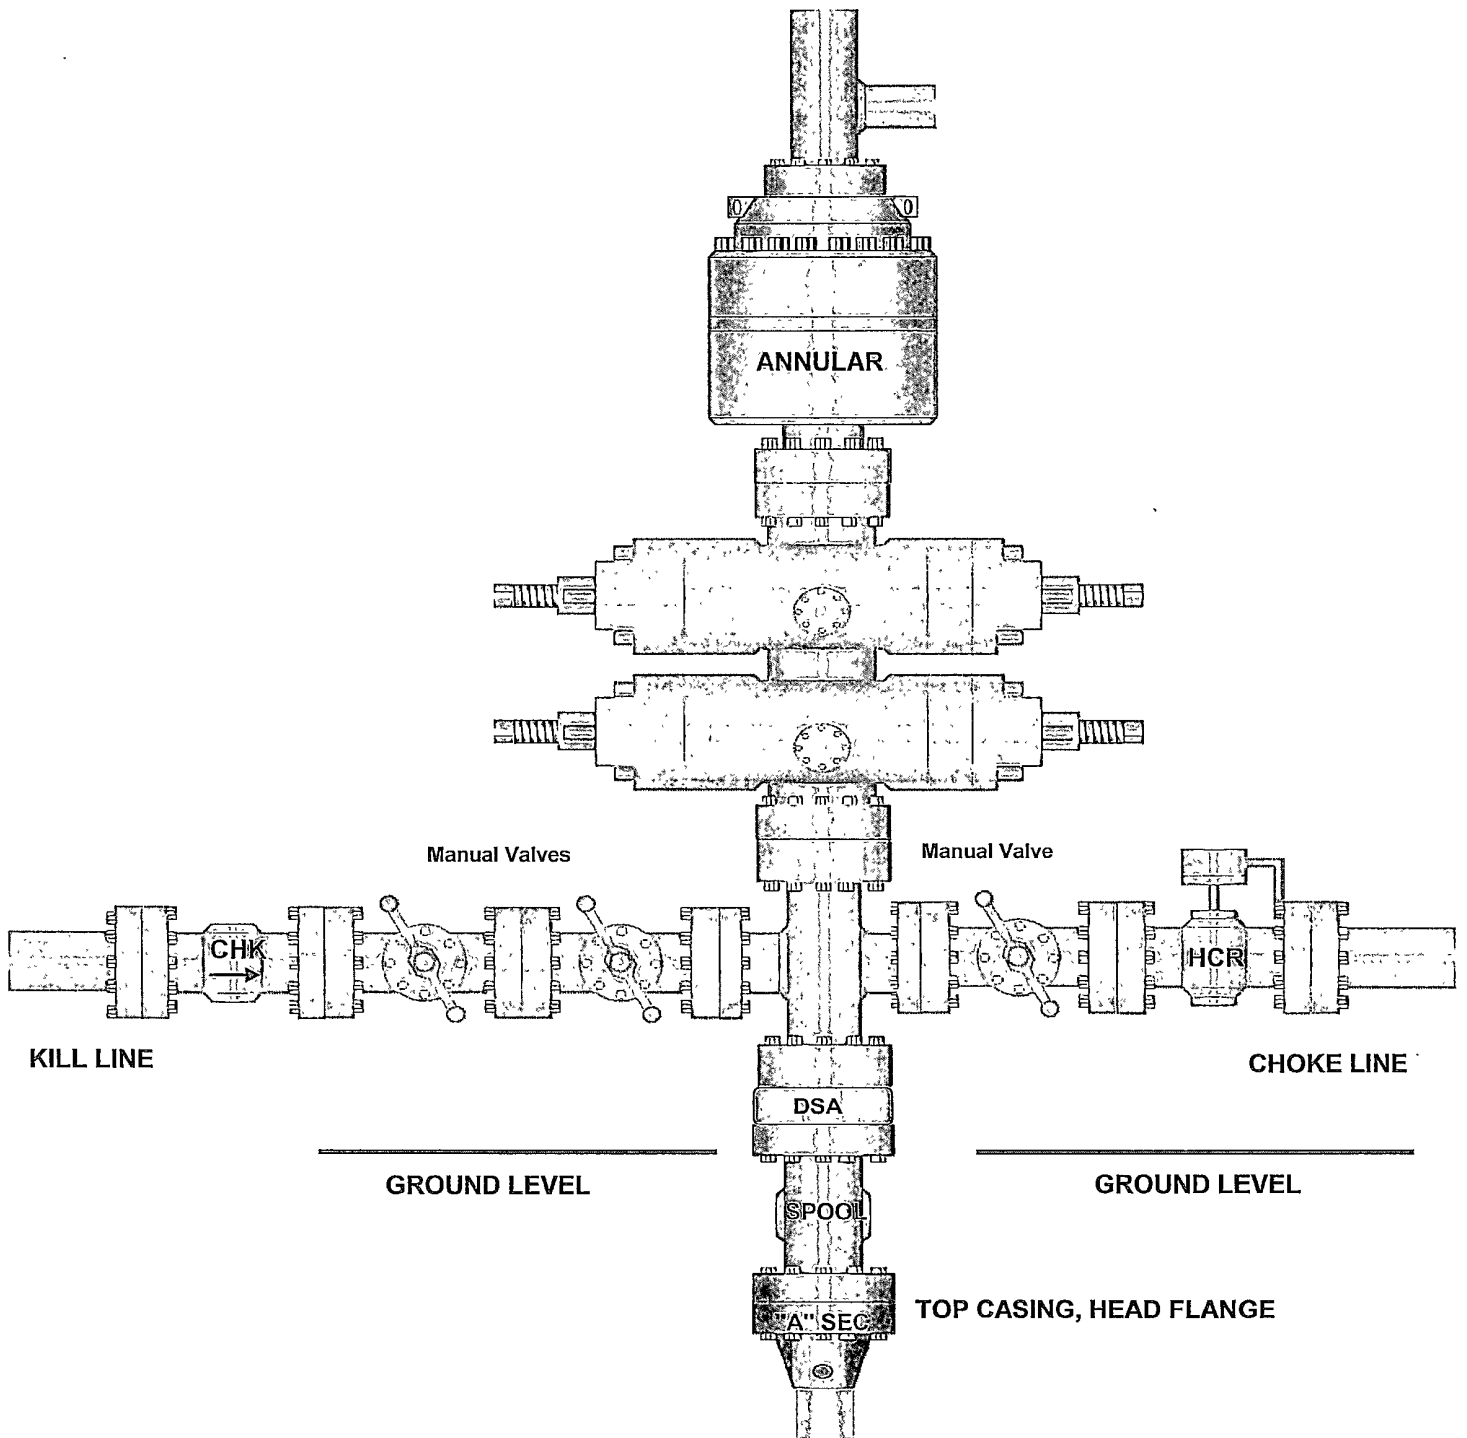 ANNULAR
Manual Valves
Manual Valve
CHK
HCR
KILL LINE
CHOKE LINE
DSA
GROUND LEVEL
GROUND LEVEL
SPOOL
TOP CASING, HEAD FLANGE
"A" SEC